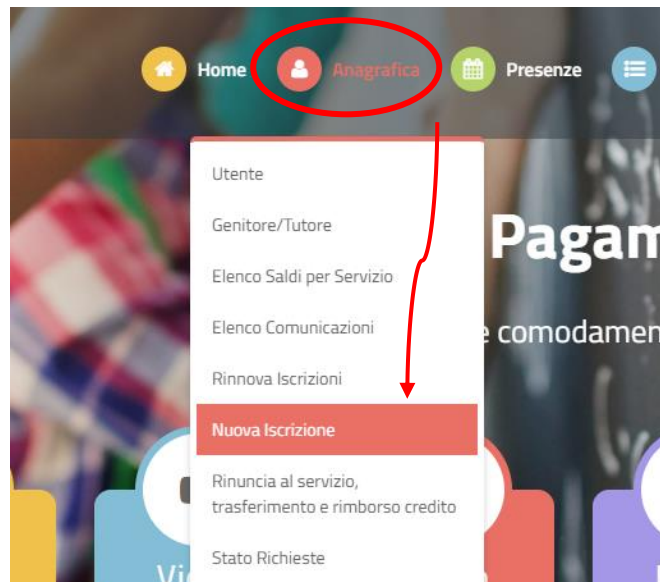 Home Anagrafica Presenze
Utente
Genitore/Tutore
Elenco Saldi per Servizio
Elenco Comunicazioni
Rinnova Iscrizioni
Nuova Iscrizione
Rinuncia al servizio,
trasferimento e rimborso credito
Stato Richieste
Pagam
e comodamen